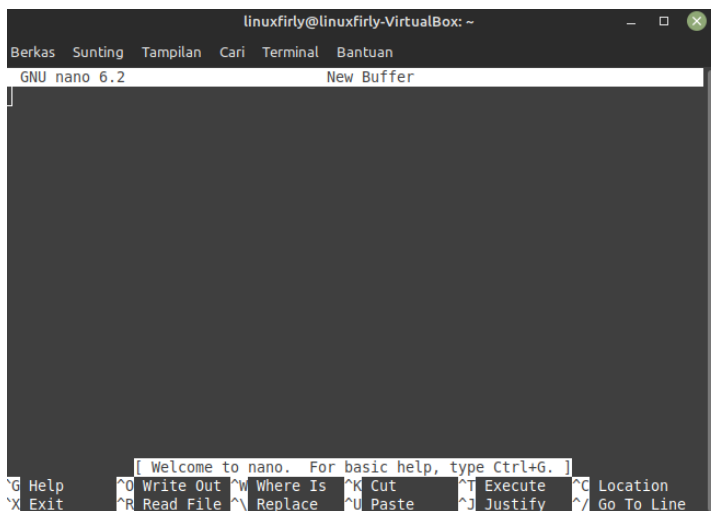 linuxfirly@linuxfirly-VirtualBox: ~
Berkas Sunting Tampilan Cari Terminal Bantuan
GNU nano 6.2 New Buffer
[ Welcome to nano. For basic help, type Ctrl+G. ]
^G Help ^O Write Out ^W Where Is ^K Cut ^T Execute ^C Location
^X Exit ^R Read File ^\ Replace ^U Paste ^J Justify ^/ Go To Line